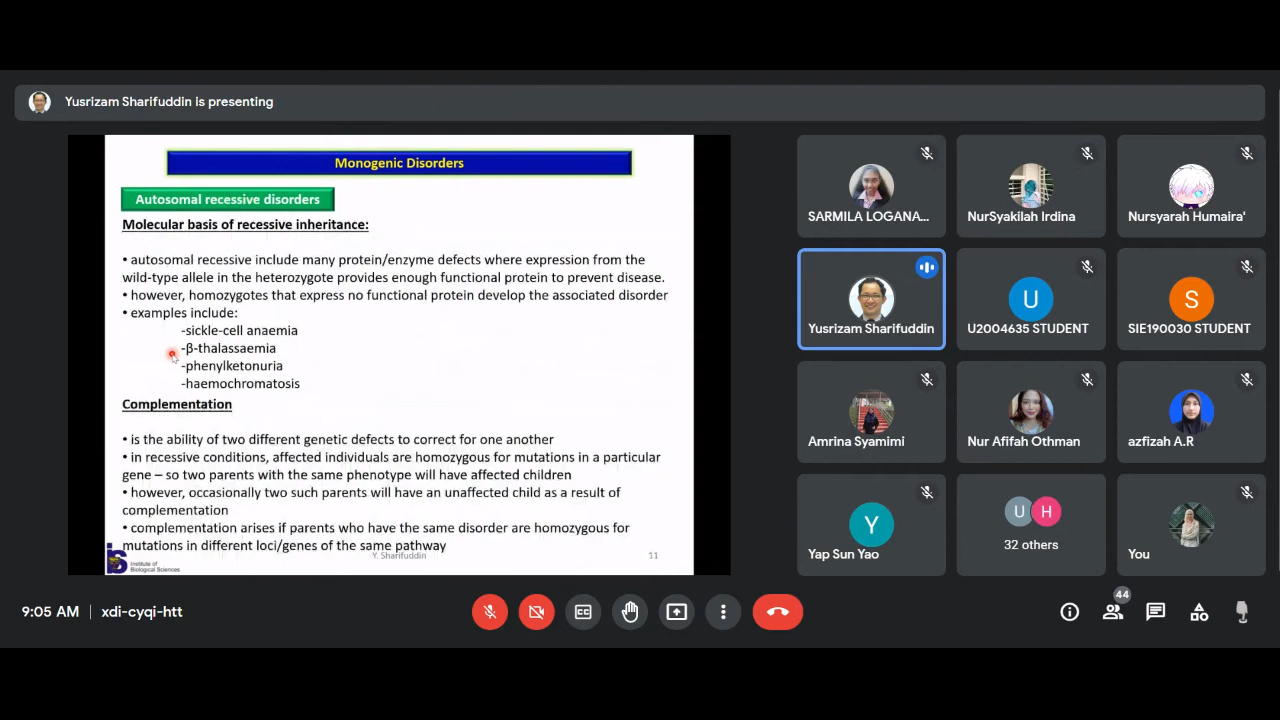 Yusrizam Sharifuddin is presenting
Monogenic Disorders
Autosomal recessive disorders
Molecular basis of recessive inheritance:
• autosomal recessive include many protein/enzyme defects where expression from the
wild-type allele in the heterozygote provides enough functional protein to prevent disease.
• however, homozygotes that express no functional protein develop the associated disorder
• examples include:
-sickle-cell anaemia
-β-thalassaemia
-phenylketonuria
-haemochromatosis
Complementation
• is the ability of two different genetic defects to correct for one another
• in recessive conditions, affected individuals are homozygous for mutations in a particular
gene – so two parents with the same phenotype will have affected children
• however, occasionally two such parents will have an unaffected child as a result of
complementation
• complementation arises if parents who have the same disorder are homozygous for
mutations in different loci/genes of the same pathway
Y. Sharifuddin
11
Institute of
Biological Sciences
SARMILA LOGANA...
NurSyakilah Irdina
Nursyarah Humaira'
Yusrizam Sharifuddin
U
U2004635 STUDENT
S
SIE190030 STUDENT
Amrina Syamimi
Nur Afifah Othman
azfizah A.R
Y
Yap Sun Yao
U H
32 others
You
9:05 AM | xdi-cyqi-htt
CC
44